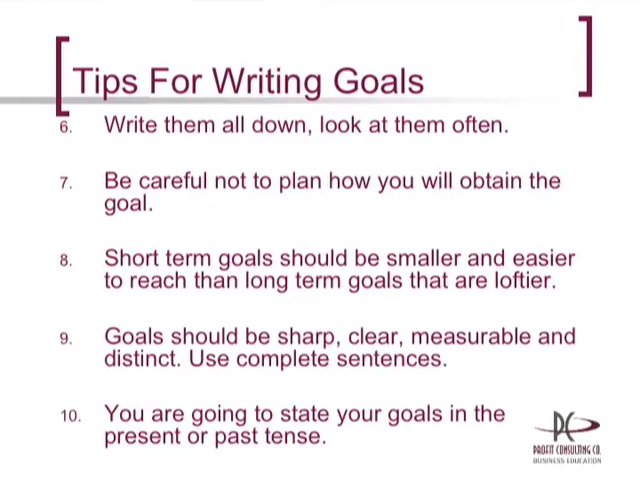 Tips For Writing Goals
6. Write them all down, look at them often.
7. Be careful not to plan how you will obtain the
goal.
8. Short term goals should be smaller and easier
to reach than long term goals that are loftier.
9. Goals should be sharp, clear, measurable and
distinct. Use complete sentences.
10. You are going to state your goals in the
present or past tense.
PC
PROFIT CONSULTING CO.
BUSINESS EDUCATION